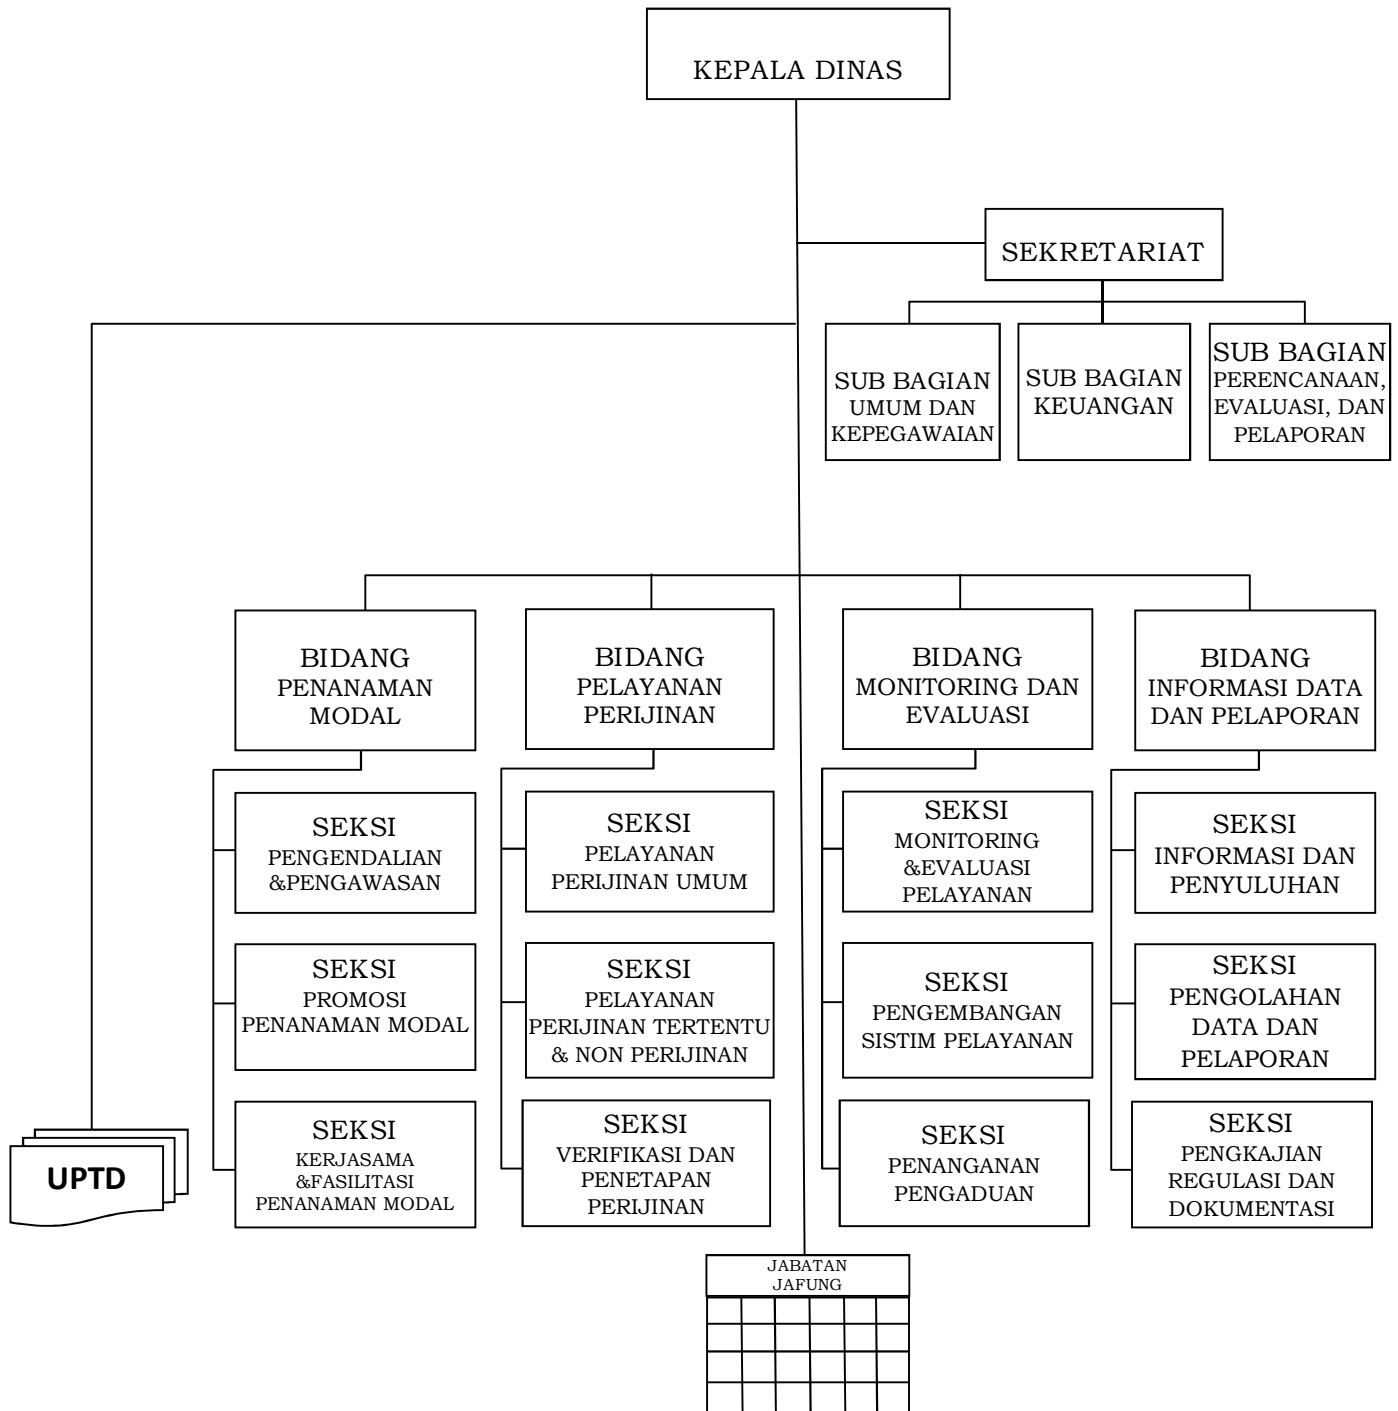 KEPALA DINAS
SEKRETARIAT
SUB BAGIAN
UMUM DAN
KEPEGAWAIAN
SUB BAGIAN
KEUANGAN
SUB BAGIAN
PERENCANAAN,
EVALUASI, DAN
PELAPORAN
BIDANG
PENANAMAN
MODAL
BIDANG
PELAYANAN
PERIJINAN
BIDANG
MONITORING DAN
EVALUASI
BIDANG
INFORMASI DATA
DAN PELAPORAN
SEKSI
PENGENDALIAN
&PENGAWASAN
SEKSI
PELAYANAN
PERIJINAN UMUM
SEKSI
MONITORING
&EVALUASI
PELAYANAN
SEKSI
INFORMASI DAN
PENYULUHAN
SEKSI
PROMOSI
PENANAMAN MODAL
SEKSI
PELAYANAN
PERIJINAN TERTENTU
& NON PERIJINAN
SEKSI
PENGEMBANGAN
SISTIM PELAYANAN
SEKSI
PENGOLAHAN
DATA DAN
PELAPORAN
UPTD
SEKSI
KERJASAMA
&FASILITASI
PENANAMAN MODAL
SEKSI
VERIFIKASI DAN
PENETAPAN
PERIJINAN
SEKSI
PENANGANAN
PENGADUAN
SEKSI
PENGKAJIAN
REGULASI DAN
DOKUMENTASI
JABATAN
JAFUNG